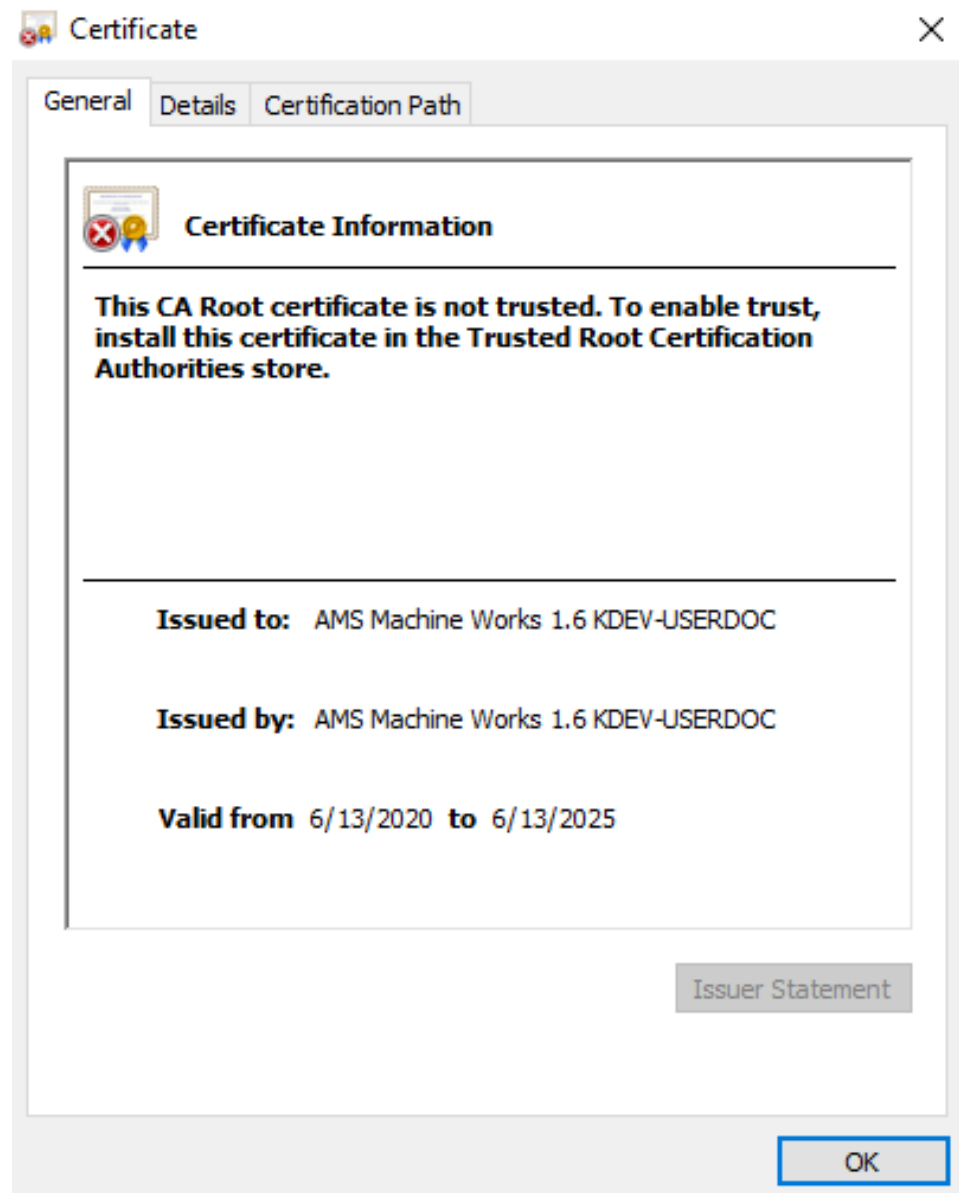 Certificate
General Details Certification Path
Certificate Information
This CA Root certificate is not trusted. To enable trust,
install this certificate in the Trusted Root Certification
Authorities store.
Issued to: AMS Machine Works 1.6 KDEV-USERDOC
Issued by: AMS Machine Works 1.6 KDEV-USERDOC
Valid from 6/13/2020 to 6/13/2025
Issuer Statement
OK